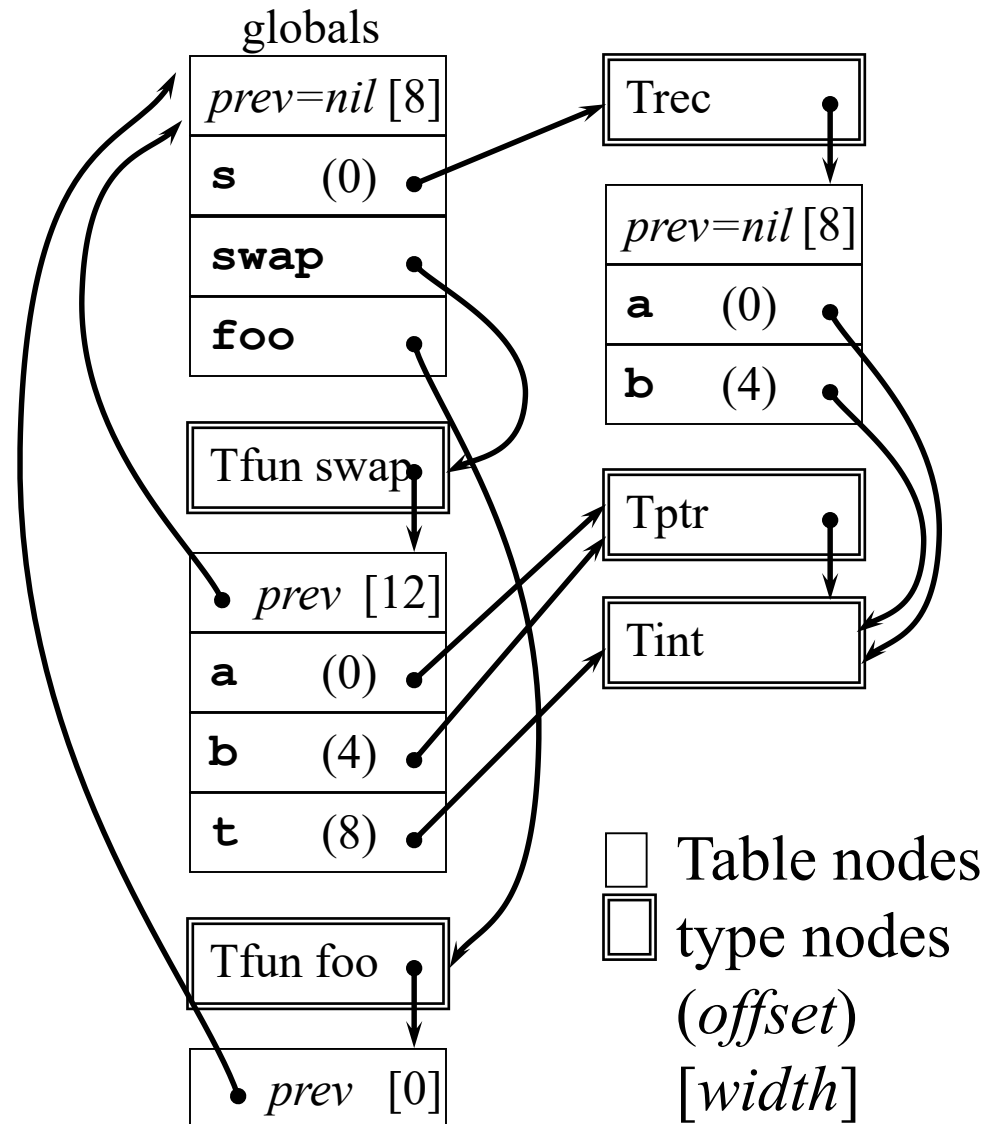 globals
prev=nil [8]
s (0)
swap
foo
Tfun swap
prev [12]
a (0)
b (4)
t (8)
Tfun foo
prev [0]
Trec
prev=nil [8]
a (0)
b (4)
Tptr
Tint
Table nodes
type nodes
(offset)
[width]